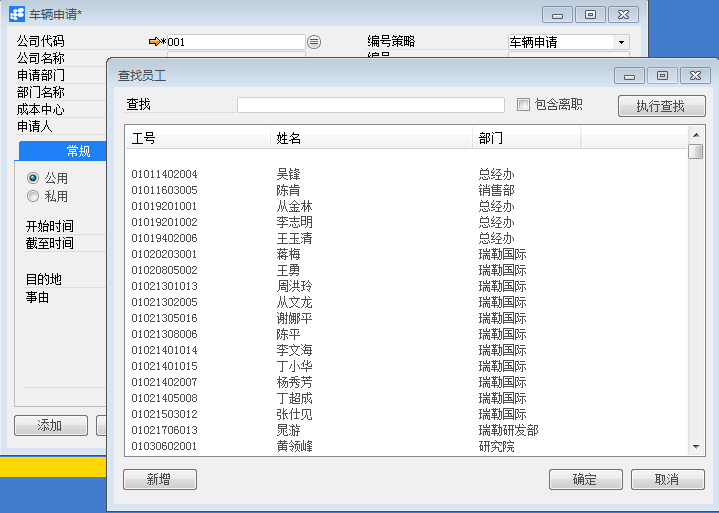 车辆申请*
公司代码 *001 编号策略 车辆申请
公司名称
申请部门
部门名称
成本中心
申请人
常规
公用
私用
开始时间
截至时间
目的地
事由
添加
查找员工
查找 包含离职 执行查找
工号 姓名 部门
01011402004 吴锋 总经办
01011603005 陈肯 销售部
01019201001 从金林 总经办
01019201002 李志明 总经办
01019402006 王玉清 总经办
01020203001 蒋梅 瑞勒国际
01020805002 王勇 瑞勒国际
01021301013 周洪玲 瑞勒国际
01021302005 从文龙 瑞勒国际
01021305016 谢娜平 瑞勒国际
01021308006 陈平 瑞勒国际
01021401014 李文海 瑞勒国际
01021401015 丁小华 瑞勒国际
01021402007 杨秀芳 瑞勒国际
01021405008 丁超成 瑞勒国际
01021503012 张仕见 瑞勒国际
01021706013 晁游 瑞勒研发部
01030602001 黄领峰 研究院
新增 确定 取消